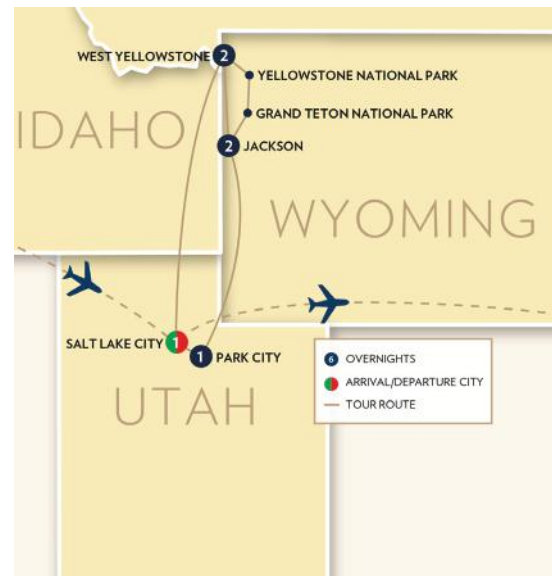 WEST YELLOWSTONE 2
YELLOWSTONE NATIONAL PARK
GRAND TETON NATIONAL PARK
IDAHO
2 JACKSON
WYOMING
SALT LAKE CITY 1
1 PARK CITY
6 OVERNIGHTS
ARRIVAL/DEPARTURE CITY
TOUR ROUTE
UTAH